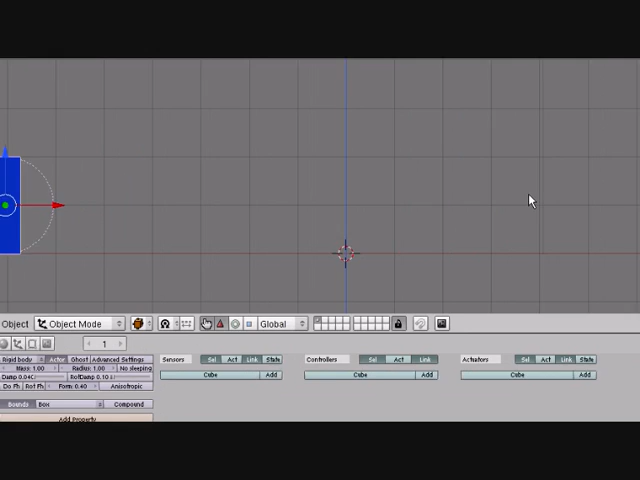 Object Object Mode Global
1
Rigid body Actor Ghost Advanced Settings Sensors Sel Act Link State Controllers Sel Act Link Actuators Sel Act Link State
Mass: 1.00 Radius: 1.00 No sleeping Cube Add Cube Add Cube Add
Damp 0.040 RotDamp 0.10
Do Fh Rot Fh Form: 0.40 Anisotropic
Bounds Box Compound
Add Property